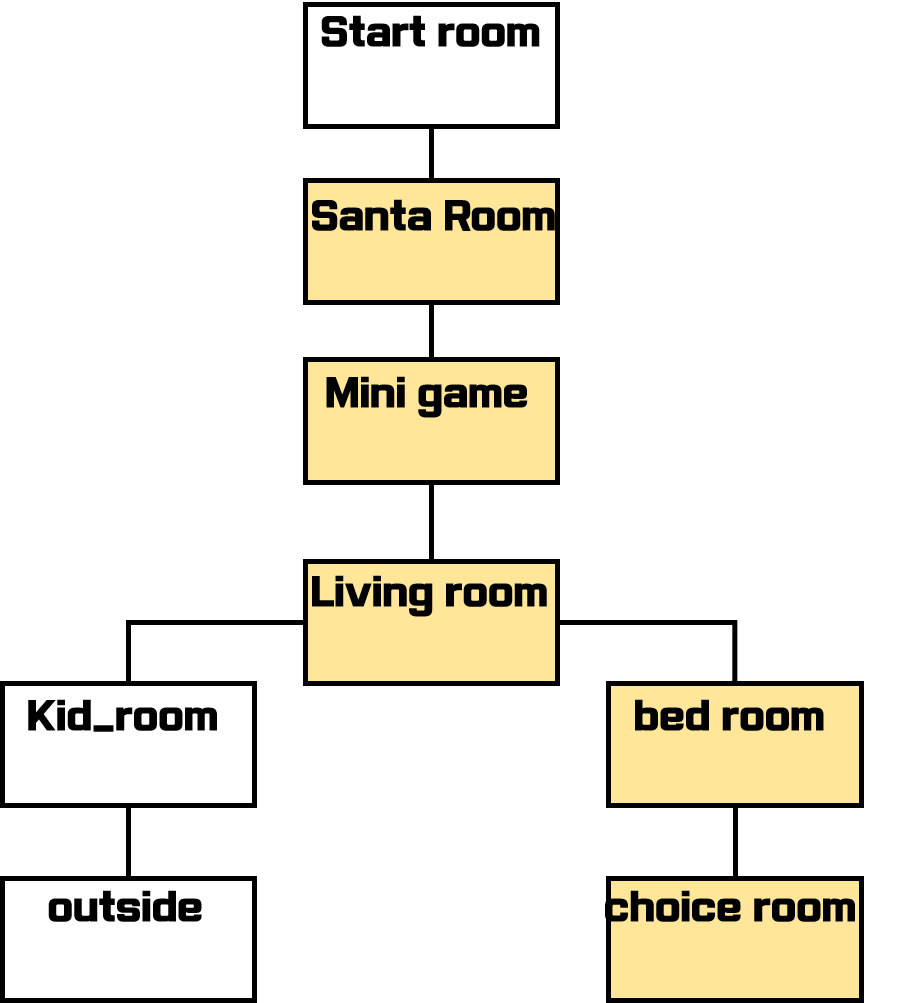 Start room
Santa Room
Mini game
Living room
Kid_room
bed room
outside
choice room